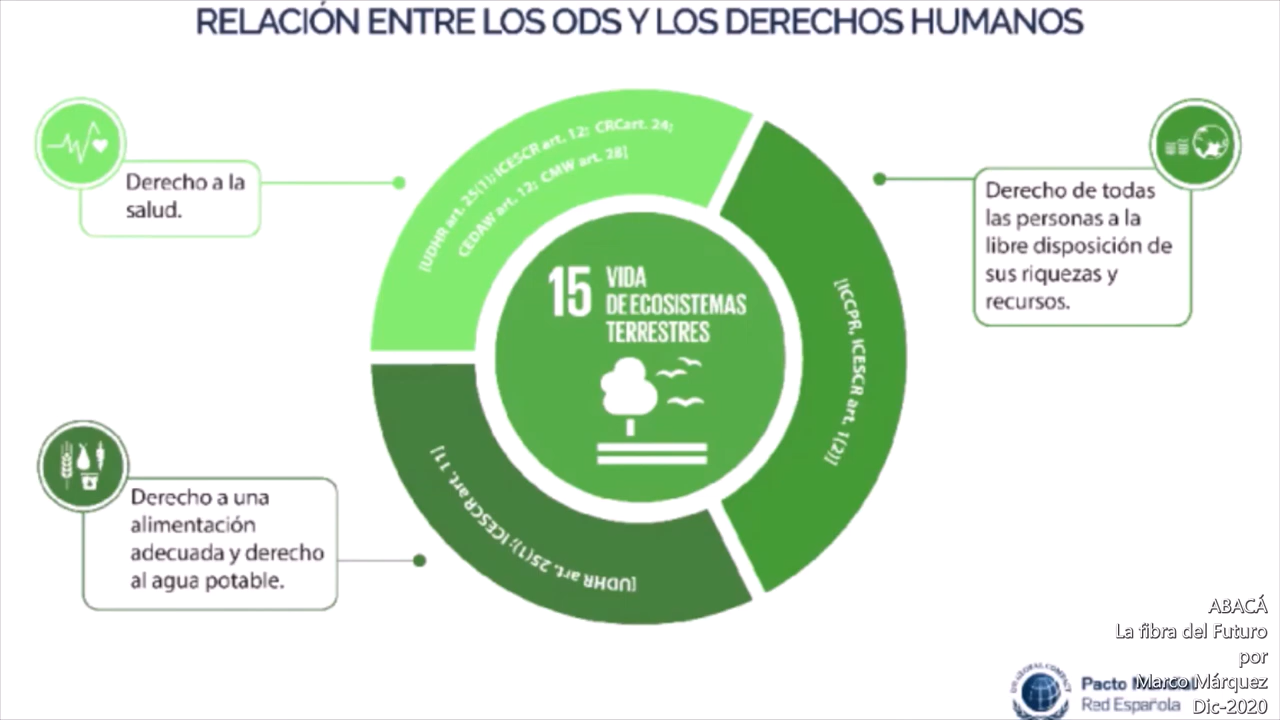 RELACIÓN ENTRE LOS ODS Y LOS DERECHOS HUMANOS
Derecho a la
salud.
[UDHR art. 25(1); ICESCR art. 12; CRCart. 24;
CEDAW art. 12; CMW art. 28]
Derecho de todas
las personas a la
libre disposición de
sus riquezas y
recursos.
[ICCPR, ICESCR art. 1(2)]
15 VIDA
DE ECOSISTEMAS
TERRESTRES
Derecho a una
alimentación
adecuada y derecho
al agua potable.
[UDHR art. 25(1); ICESCR art. 11]
ABACÁ
La fibra del Futuro
por
Marco Márquez
Dic-2020
Pacto
Red Española